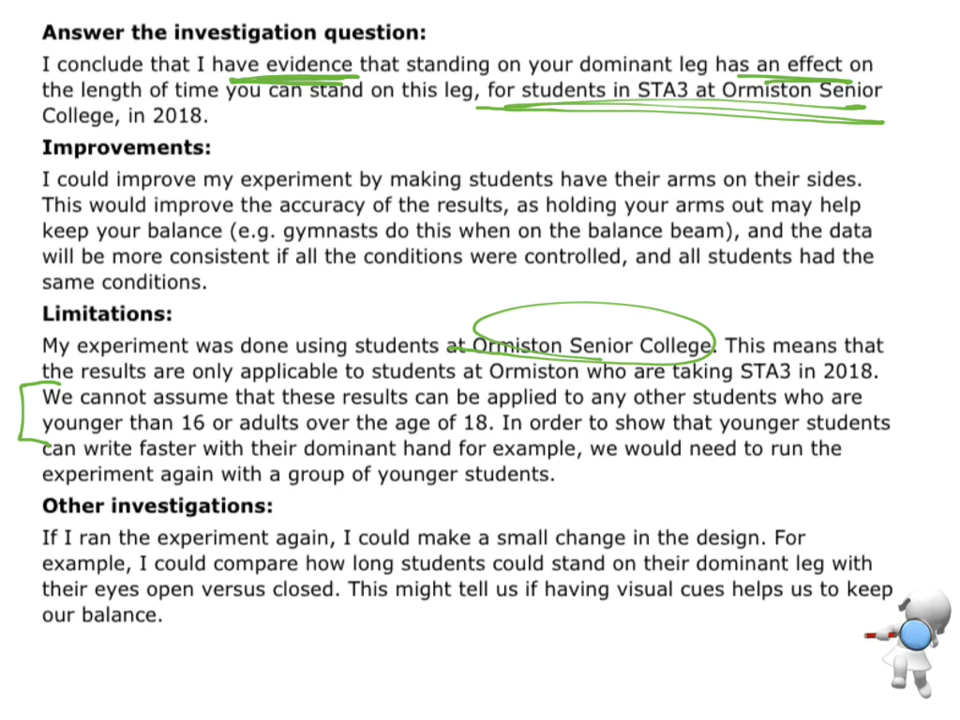 Answer the investigation question:
I conclude that I have evidence that standing on your dominant leg has an effect on
the length of time you can stand on this leg, for students in STA3 at Ormiston Senior
College, in 2018.
Improvements:
I could improve my experiment by making students have their arms on their sides.
This would improve the accuracy of the results, as holding your arms out may help
keep your balance (e.g. gymnasts do this when on the balance beam), and the data
will be more consistent if all the conditions were controlled, and all students had the
same conditions.
Limitations:
My experiment was done using students at Ormiston Senior College. This means that
the results are only applicable to students at Ormiston who are taking STA3 in 2018.
We cannot assume that these results can be applied to any other students who are
younger than 16 or adults over the age of 18. In order to show that younger students
can write faster with their dominant hand for example, we would need to run the
experiment again with a group of younger students.
Other investigations:
If I ran the experiment again, I could make a small change in the design. For
example, I could compare how long students could stand on their dominant leg with
their eyes open versus closed. This might tell us if having visual cues helps us to keep
our balance.